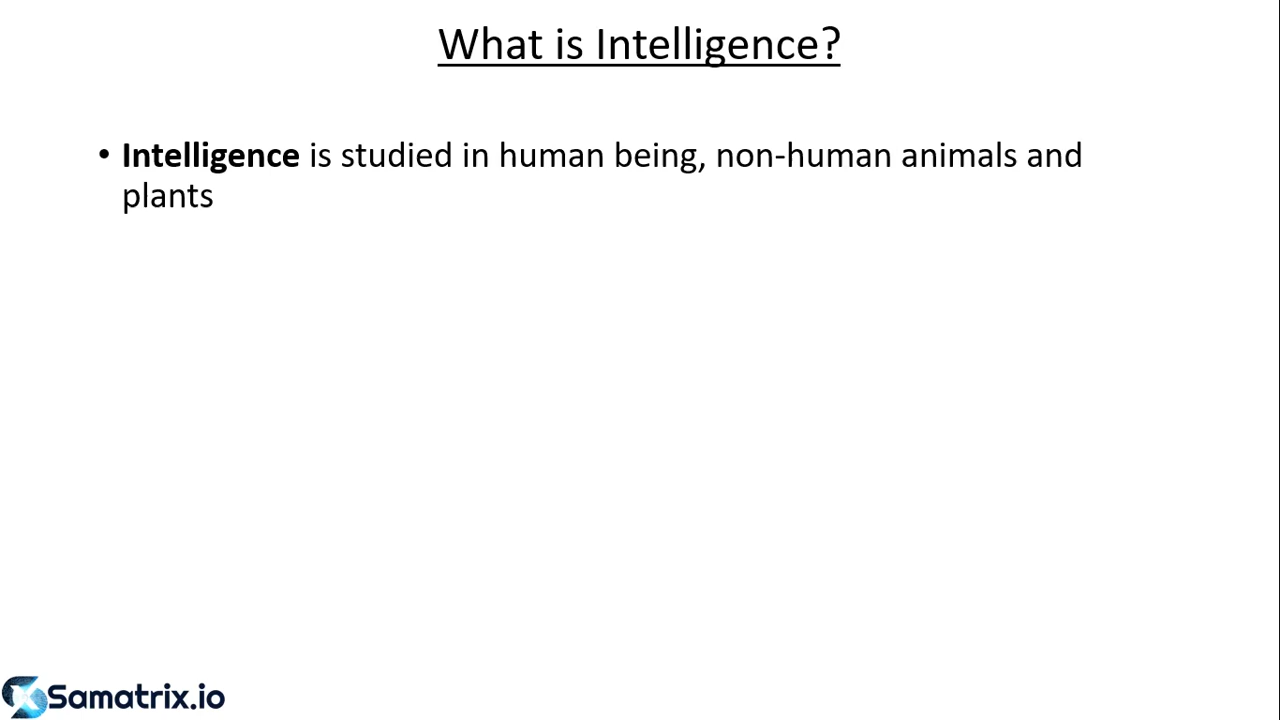 What is Intelligence?
• Intelligence is studied in human being, non-human animals and
plants
Samatrix.io